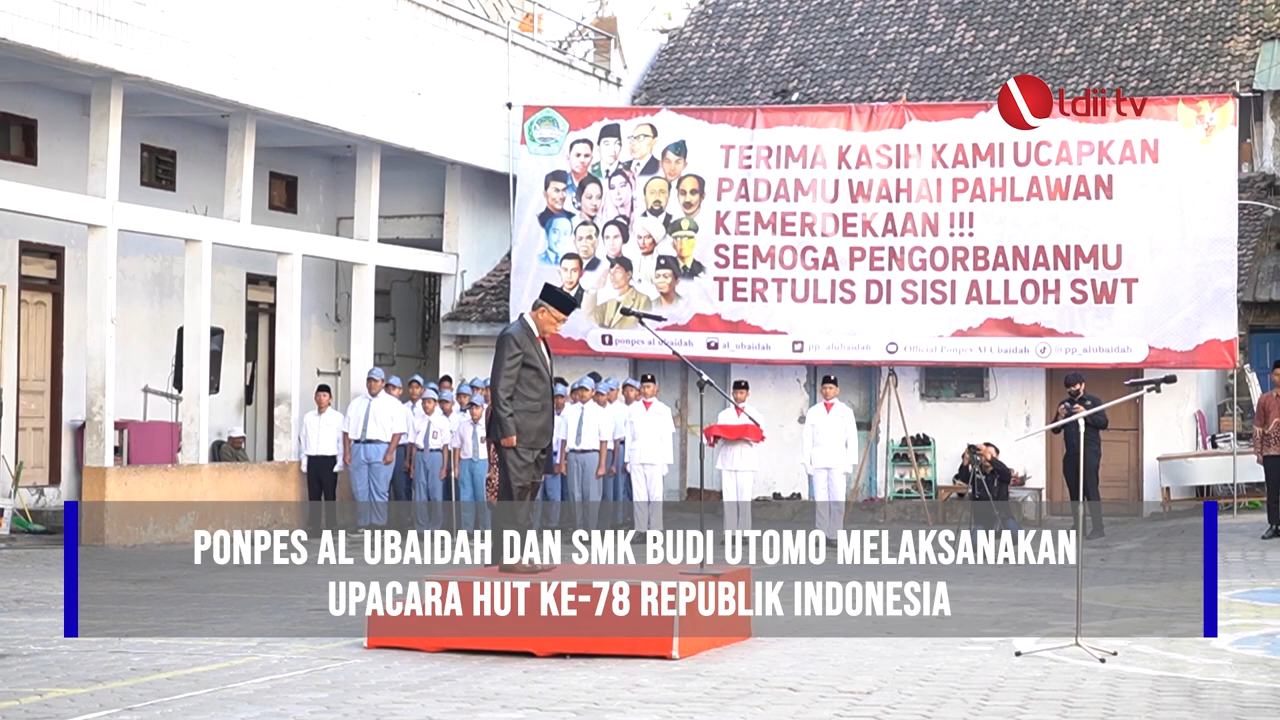 ldii tv
TERIMA KASIH KAMI UCAPKAN
PADAMU WAHAI PAHLAWAN
KEMERDEKAAN !!!
SEMOGA PENGORBANANMU
TERTULIS DI SISI ALLOH SWT
ponpes al ubaidah al_ubaidah pp_alubaidah Official Ponpes Al Ubaidah @pp_alubaidah
PONPES AL UBAIDAH DAN SMK BUDI UTOMO MELAKSANAKAN
UPACARA HUT KE-78 REPUBLIK INDONESIA